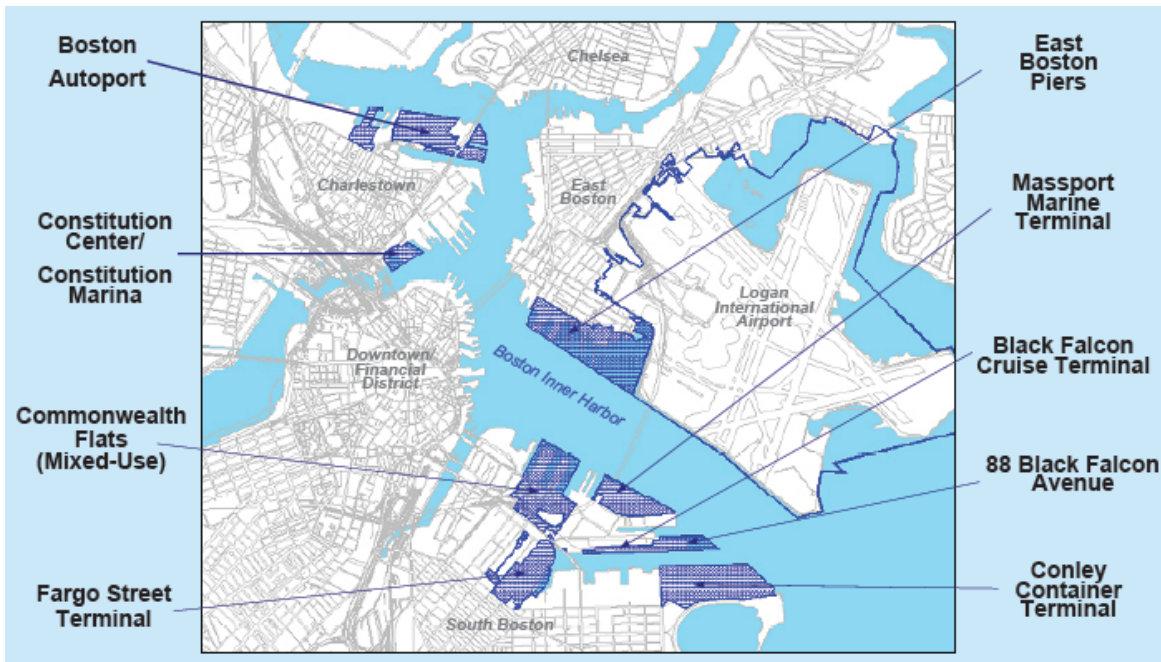 Boston
Autoport
Constitution
Center/
Constitution
Marina
Commonwealth
Flats
(Mixed-Use)
Fargo Street
Terminal
Chelsea
Charlestown
East
Boston
Logan
International
Airport
Downtown/
Financial
District
Boston Inner Harbor
South Boston
East
Boston
Piers
Massport
Marine
Terminal
Black Falcon
Cruise Terminal
88 Black Falcon
Avenue
Conley
Container
Terminal